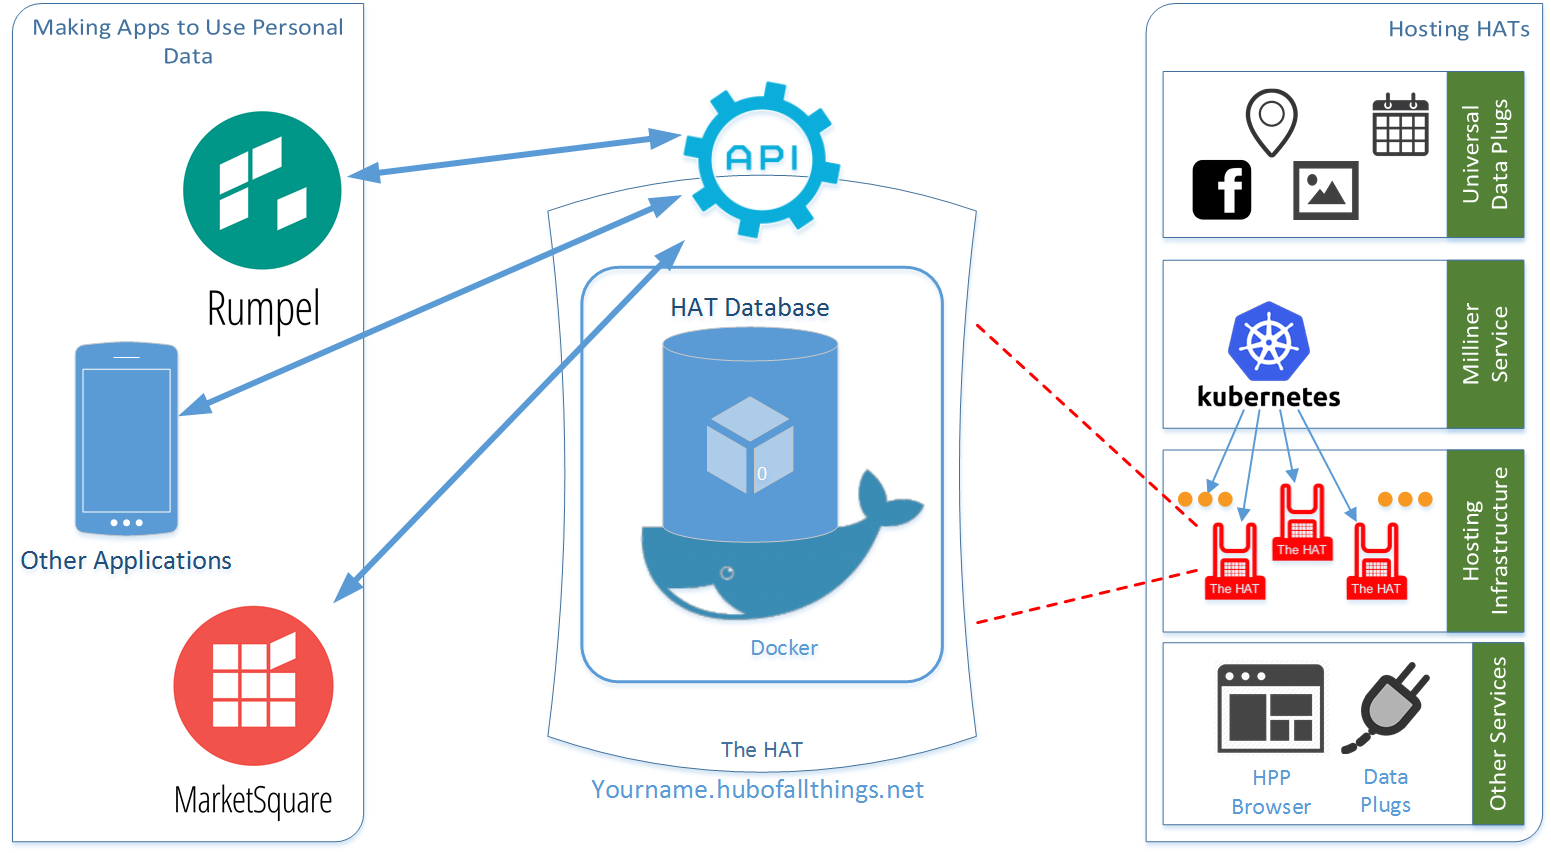 Making Apps to Use Personal
Data
Rumpel
Other Applications
MarketSquare
API
HAT Database
0
Docker
The HAT
Yourname.hubofallthings.net
Hosting HATs
f
Universal
Data Plugs
kubernetes
Milliner
Service
The HAT
The HAT
The HAT
Hosting
Infrastructure
HPP
Browser
Data
Plugs
Other Services